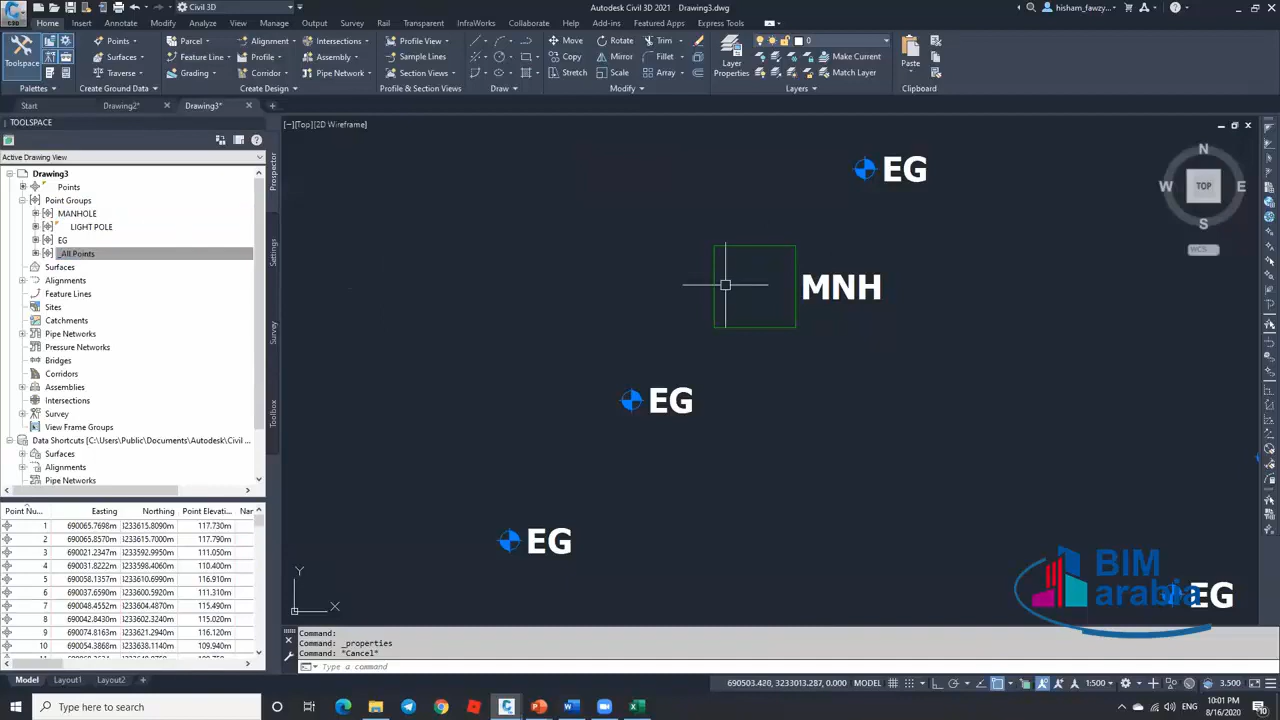 Civil 3D
Autodesk Civil 3D 2021 Drawing3.dwg
hisham_fawzy...
Home Insert Annotate Modify Analyze View Manage Output Survey Rail Transparent InfraWorks Collaborate Help Add-ins Featured Apps Express Tools
Toolspace
Palettes
Points
Surfaces
Traverse
Create Ground Data
Parcel
Feature Line
Grading
Alignment
Profile
Corridor
Intersections
Assembly
Pipe Network
Create Design
Profile View
Sample Lines
Section Views
Profile & Section Views
Draw
Move Rotate Trim
Copy Mirror Fillet
Stretch Scale Array
Modify
Layer Properties
0
Make Current
Match Layer
Layers
Paste
Clipboard
Start Drawing2* Drawing3*
TOOLSPACE
Active Drawing View
Drawing3
Points
Point Groups
MANHOLE
LIGHT POLE
EG
_All Points
Surfaces
Alignments
Feature Lines
Sites
Catchments
Pipe Networks
Pressure Networks
Bridges
Corridors
Assemblies
Intersections
Survey
View Frame Groups
Data Shortcuts [C:\Users\Public\Documents\Autodesk\Civil ...
Surfaces
Alignments
Pipe Networks
Prospector
Settings
Survey
Toolbox
Point Nu... Easting Northing Point Elevati... Nar
1 690065.7698m 3233615.8090m 117.730m
2 690065.8570m 3233615.7000m 117.790m
3 690021.2347m 3233592.9950m 111.050m
4 690031.8222m 3233598.4060m 110.400m
5 690058.1357m 3233610.6990m 116.910m
6 690037.6590m 3233600.5920m 111.310m
7 690048.4552m 3233604.4870m 115.490m
8 690042.8430m 3233602.3240m 115.020m
9 690074.8163m 3233621.2940m 116.120m
10 690054.3868m 3233638.1140m 109.940m
[−][Top][2D Wireframe]
N
W TOP E
S
WCS
EG
MNH
EG
EG
EG
Y
X
BIM
arabia
Command:
Command: _properties
Command: *Cancel*
Type a command
Model Layout1 Layout2 +
690503.420, 3233013.287, 0.000 MODEL 1:500 3.500
Type here to search
ENG
10:01 PM
8/16/2020